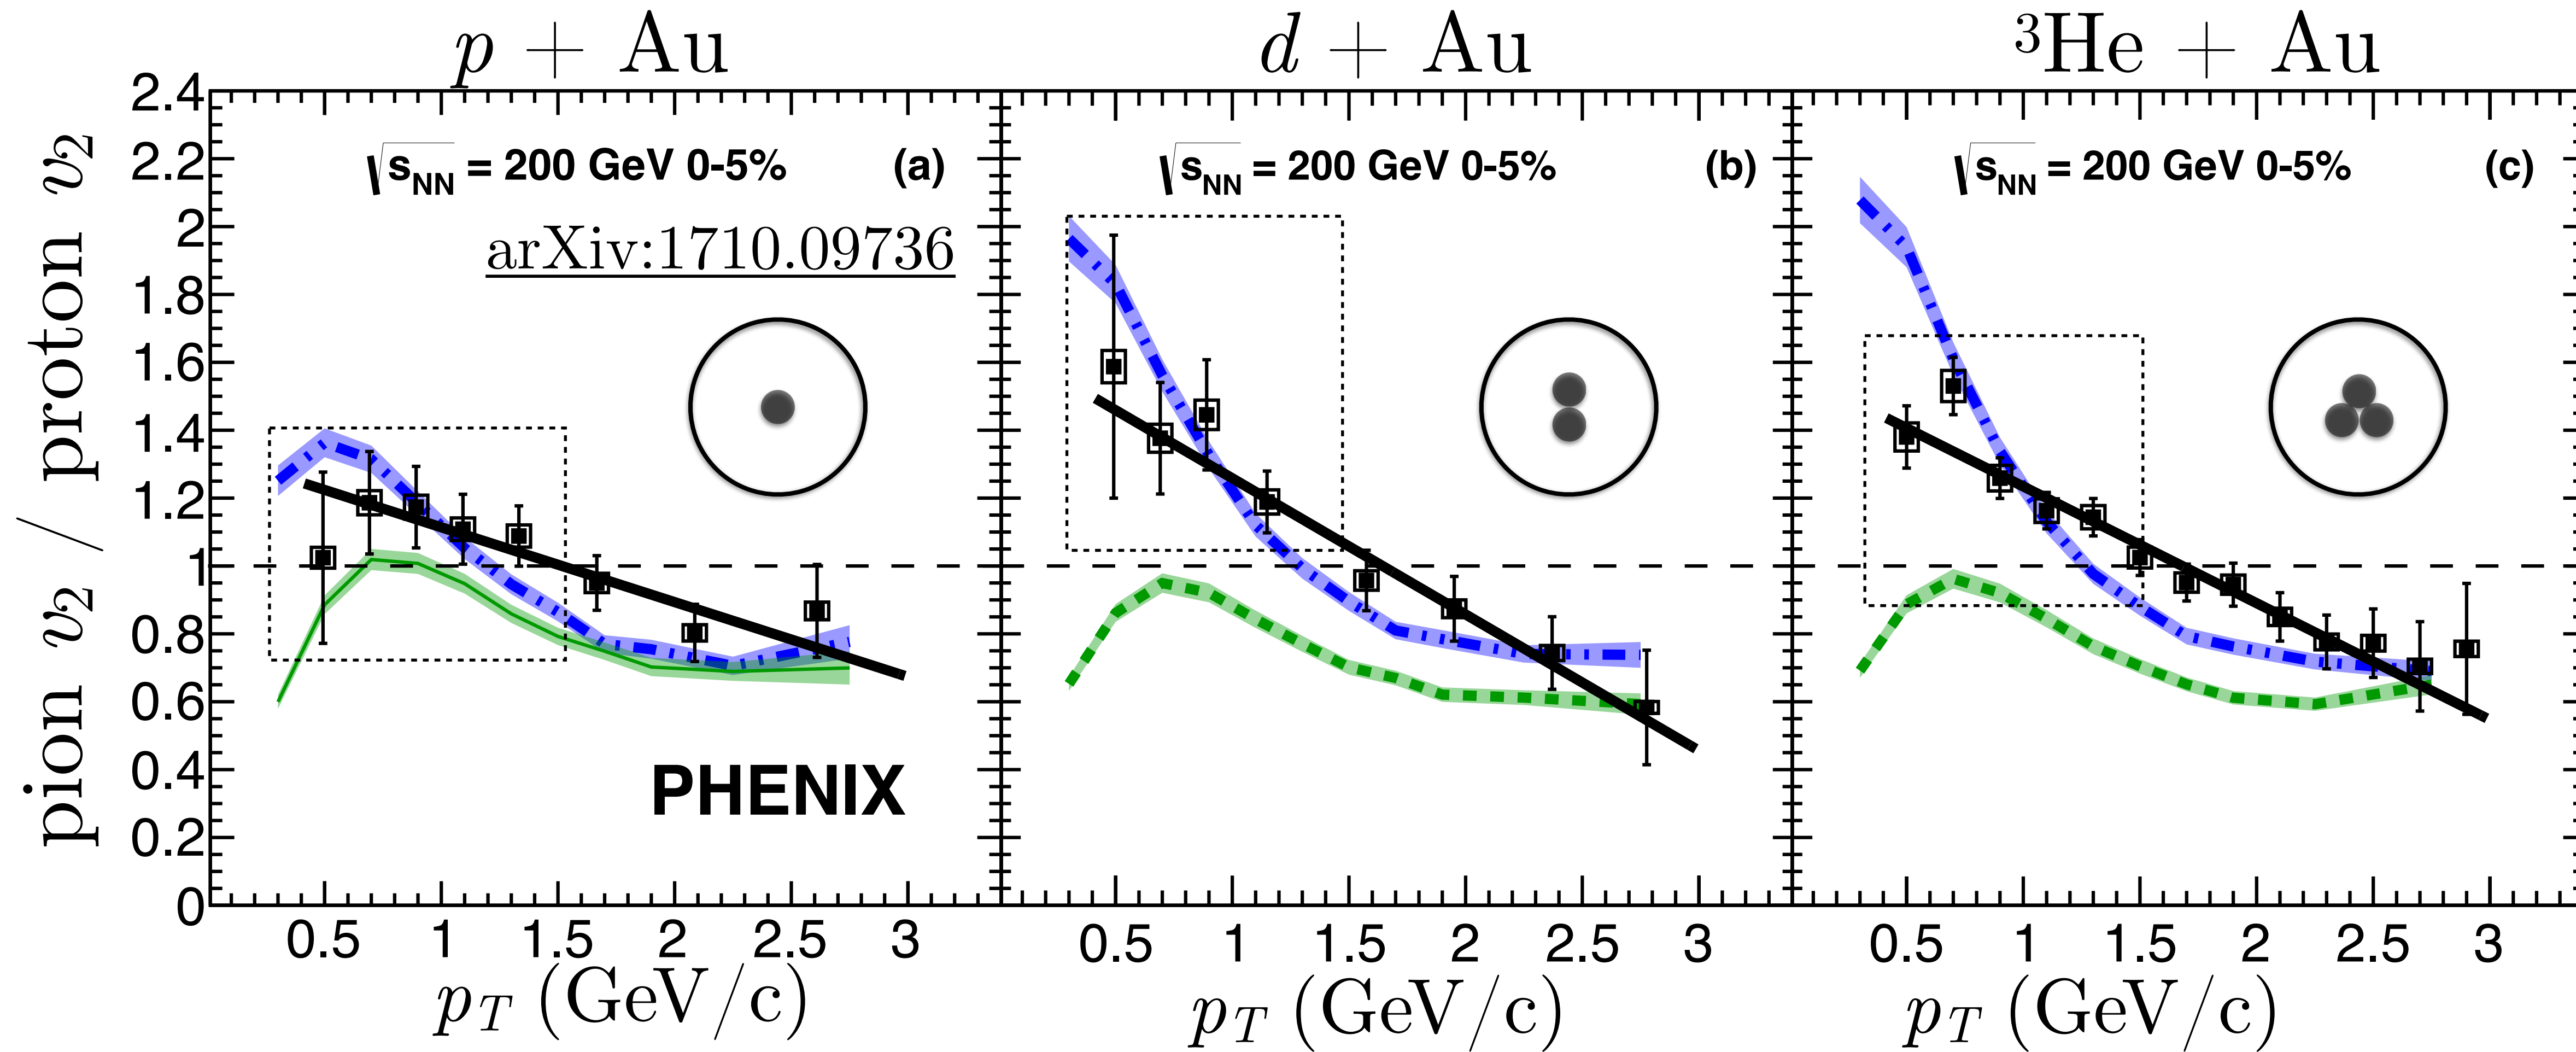 p + Au
d + Au
³He + Au
pion v₂ / proton v₂
2.4
2.2
2
1.8
1.6
1.4
1.2
1
0.8
0.6
0.4
0.2
0
√sNN = 200 GeV 0-5% (a)
arXiv:1710.09736
PHENIX
√sNN = 200 GeV 0-5% (b)
√sNN = 200 GeV 0-5% (c)
0.5 1 1.5 2 2.5 3
0.5 1 1.5 2 2.5 3
0.5 1 1.5 2 2.5 3
pT (GeV/c)
pT (GeV/c)
pT (GeV/c)